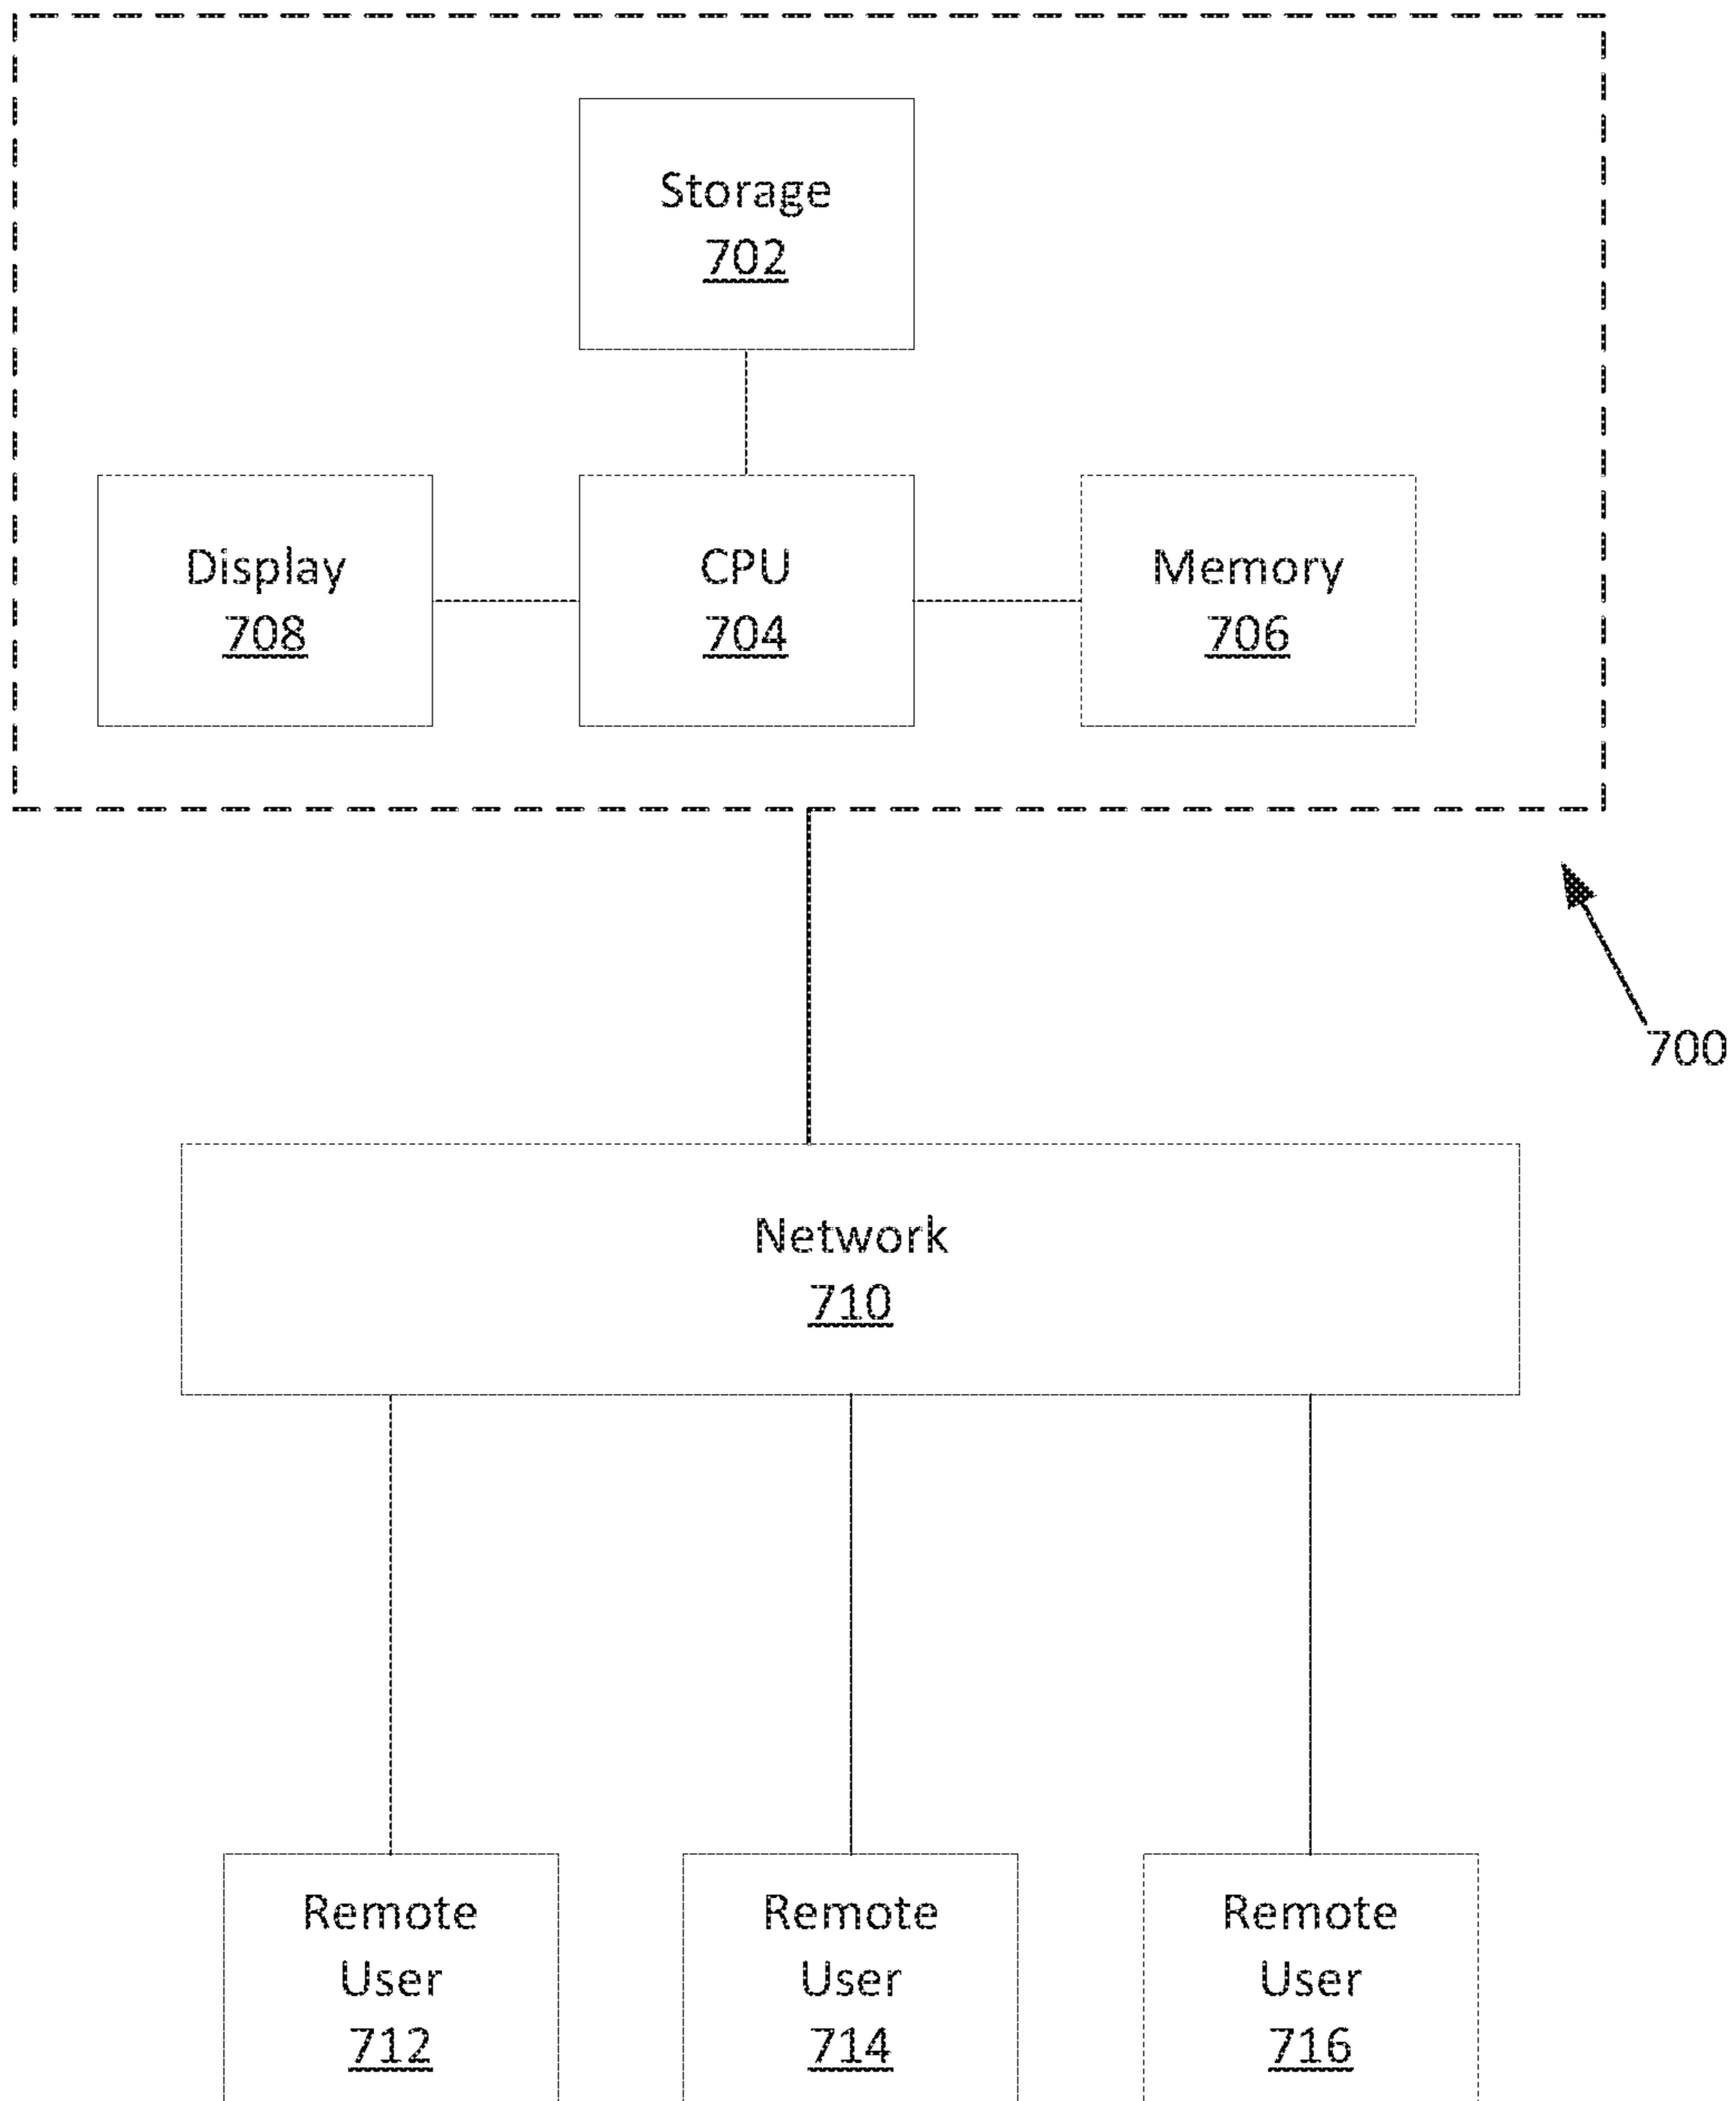 Storage
702
Display
708
CPU
704
Memory
706
700
Network
710
Remote
User
712
Remote
User
714
Remote
User
716